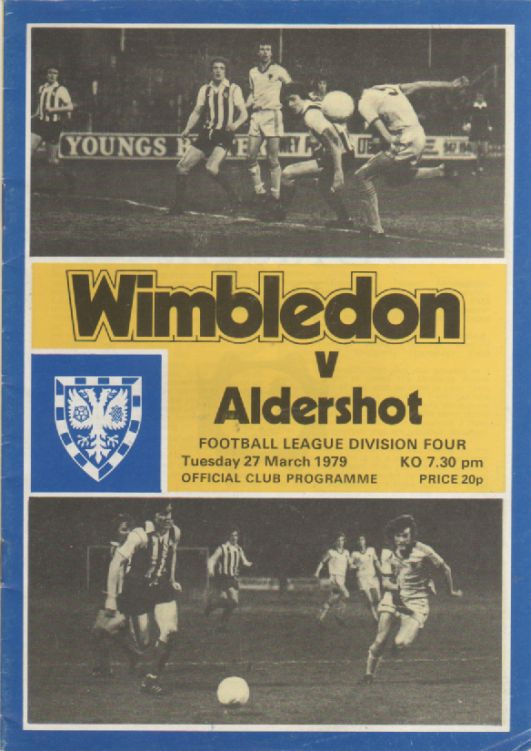 YOUNGS B
Wimbledon
v
Aldershot
FOOTBALL LEAGUE DIVISION FOUR
Tuesday 27 March 1979 KO 7.30 pm
OFFICIAL CLUB PROGRAMME PRICE 20p